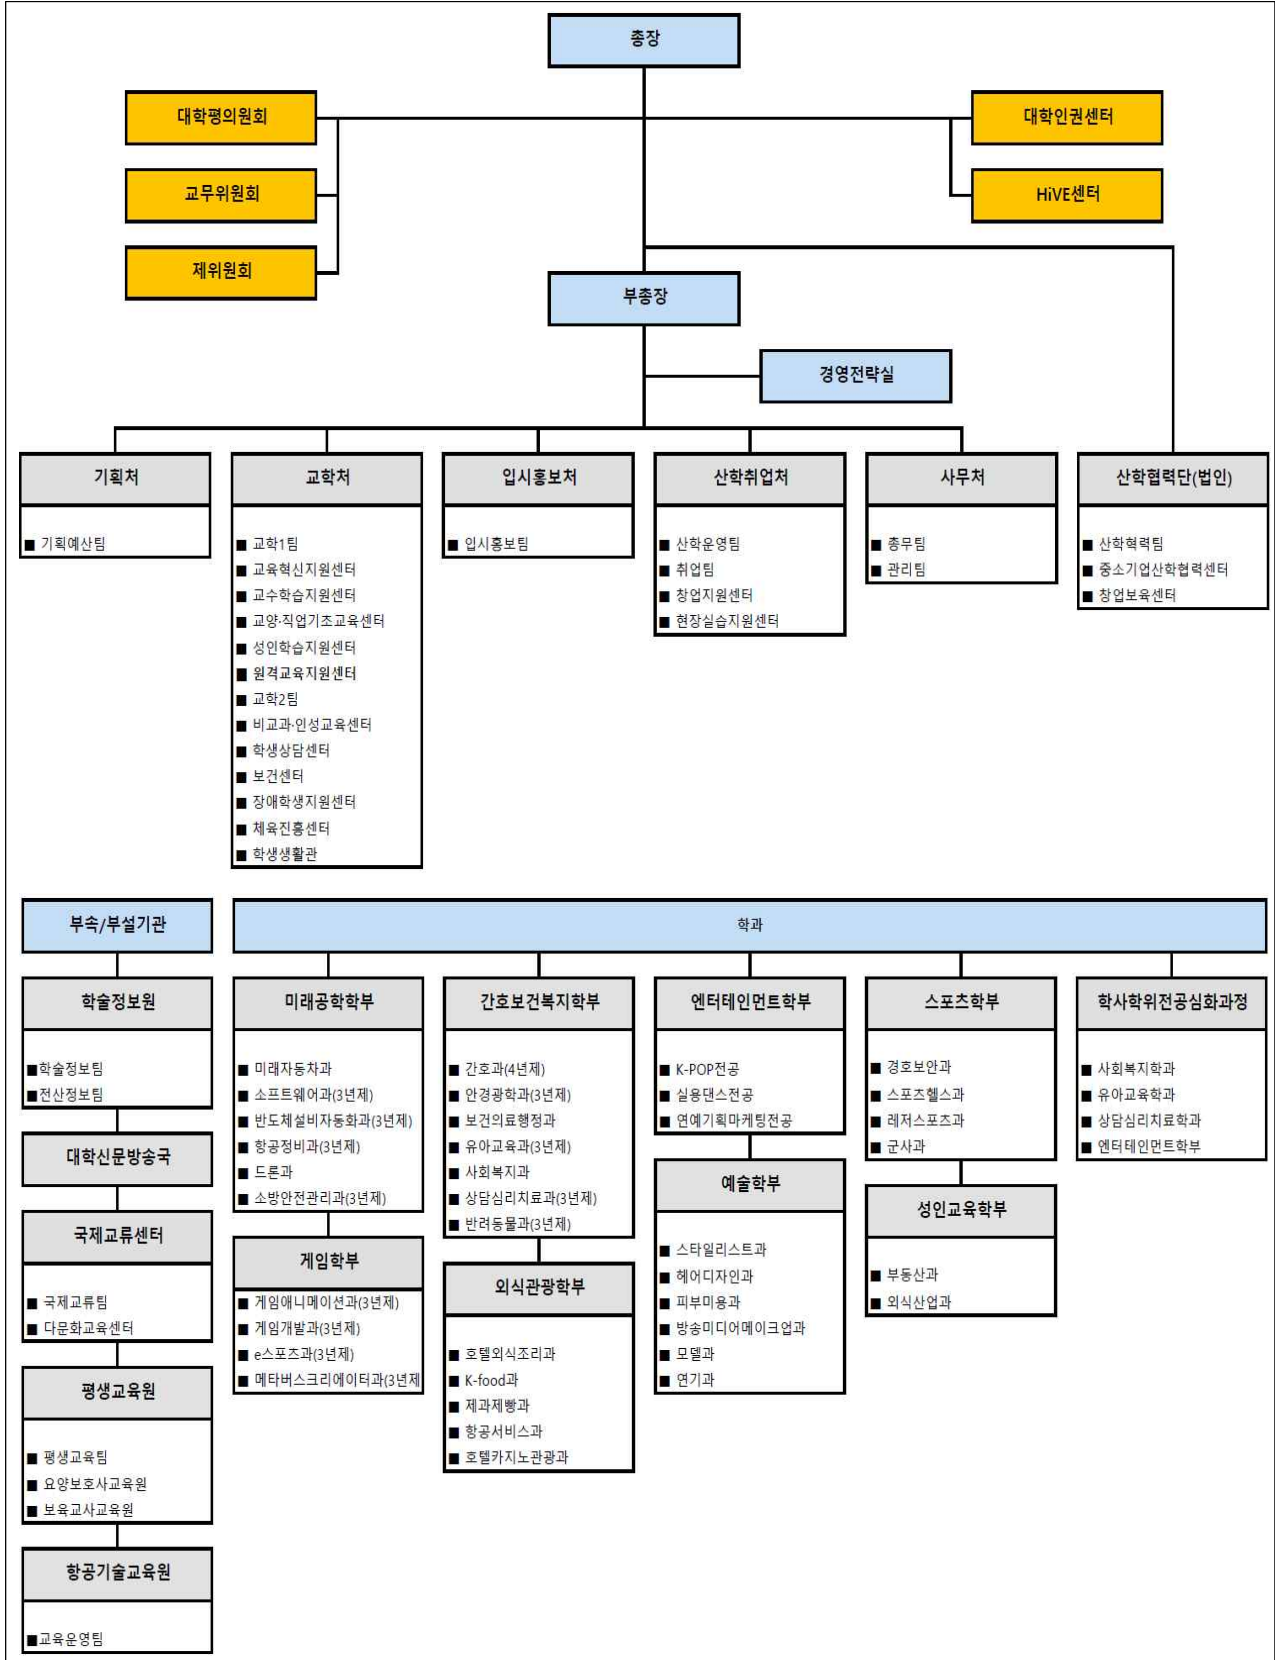 총장
대학평의원회
대학인권센터
교무위원회
HiVE센터
제위원회
부총장
경영전략실
기획처
■ 기획예산팀
교학처
■ 교학1팀
■ 교육혁신지원센터
■ 교수학습지원센터
■ 교양·직업기초교육센터
■ 성인학습지원센터
■ 원격교육지원센터
■ 교학2팀
■ 비교과·인성교육센터
■ 학생상담센터
■ 보건센터
■ 장애학생지원센터
■ 체육진흥센터
■ 학생생활관
입시홍보처
■ 입시홍보팀
산학취업처
■ 산학운영팀
■ 취업팀
■ 창업지원센터
■ 현장실습지원센터
사무처
■ 총무팀
■ 관리팀
산학협력단(법인)
■ 산학혁력팀
■ 중소기업산학협력센터
■ 창업보육센터
부속/부설기관
학술정보원
■학술정보팀
■전산정보팀
대학신문방송국
국제교류센터
■ 국제교류팀
■ 다문화교육센터
평생교육원
■ 평생교육팀
■ 요양보호사교육원
■ 보육교사교육원
항공기술교육원
■교육운영팀
학과
미래공학학부
■ 미래자동차과
■ 소프트웨어과(3년제)
■ 반도체설비자동화과(3년제)
■ 항공정비과(3년제)
■ 드론과
■ 소방안전관리과(3년제)
게임학부
■ 게임애니메이션과(3년제)
■ 게임개발과(3년제)
■ e스포츠과(3년제)
■ 메타버스크리에이터과(3년제
간호보건복지학부
■ 간호과(4년제)
■ 안경광학과(3년제)
■ 보건의료행정과
■ 유아교육과(3년제)
■ 사회복지과
■ 상담심리치료과(3년제)
■ 반려동물과(3년제)
외식관광학부
■ 호텔외식조리과
■ K-food과
■ 제과제빵과
■ 항공서비스과
■ 호텔카지노관광과
엔터테인먼트학부
■ K-POP전공
■ 실용댄스전공
■ 연예기획마케팅전공
예술학부
■ 스타일리스트과
■ 헤어디자인과
■ 피부미용과
■ 방송미디어메이크업과
■ 모델과
■ 연기과
스포츠학부
■ 경호보안과
■ 스포츠헬스과
■ 레저스포츠과
■ 군사과
성인교육학부
■ 부동산과
■ 외식산업과
학사학위전공심화과정
■ 사회복지학과
■ 유아교육학과
■ 상담심리치료학과
■ 엔터테인먼트학부